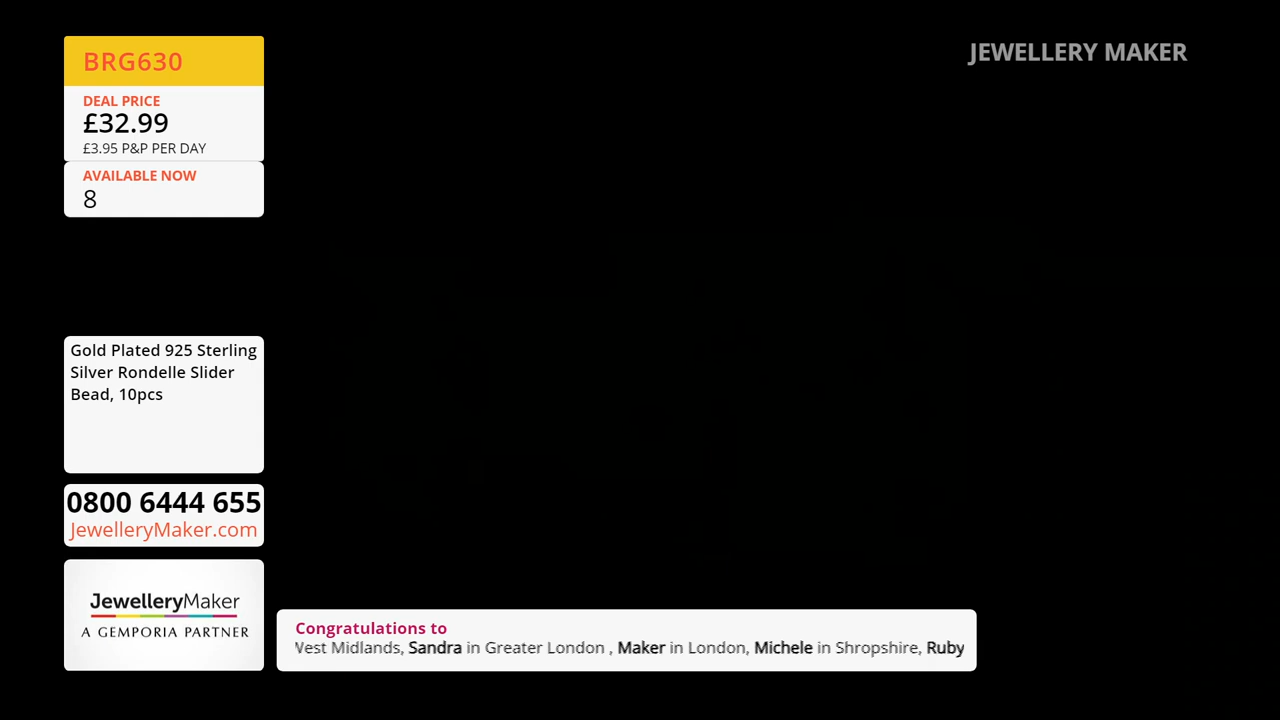 BRG630
JEWELLERY MAKER
DEAL PRICE
£32.99
£3.95 P&P PER DAY
AVAILABLE NOW
8
Gold Plated 925 Sterling
Silver Rondelle Slider
Bead, 10pcs
0800 6444 655
JewelleryMaker.com
JewelleryMaker
A GEMPORIA PARTNER
Congratulations to
West Midlands, Sandra in Greater London , Maker in London, Michele in Shropshire, Ruby